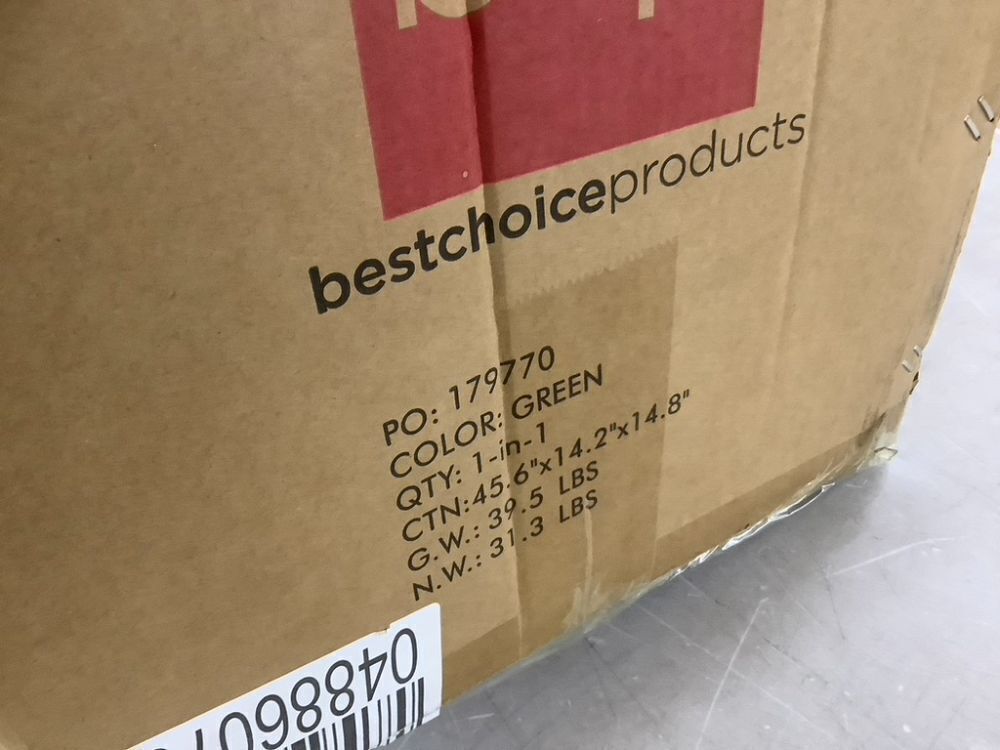 bestchoiceproducts
PO: 179770
COLOR: GREEN
QTY: 1-in-1
CTN:45.6"x14.2"x14.8"
G.W.: 39.5 LBS
N.W.: 31.3 LBS